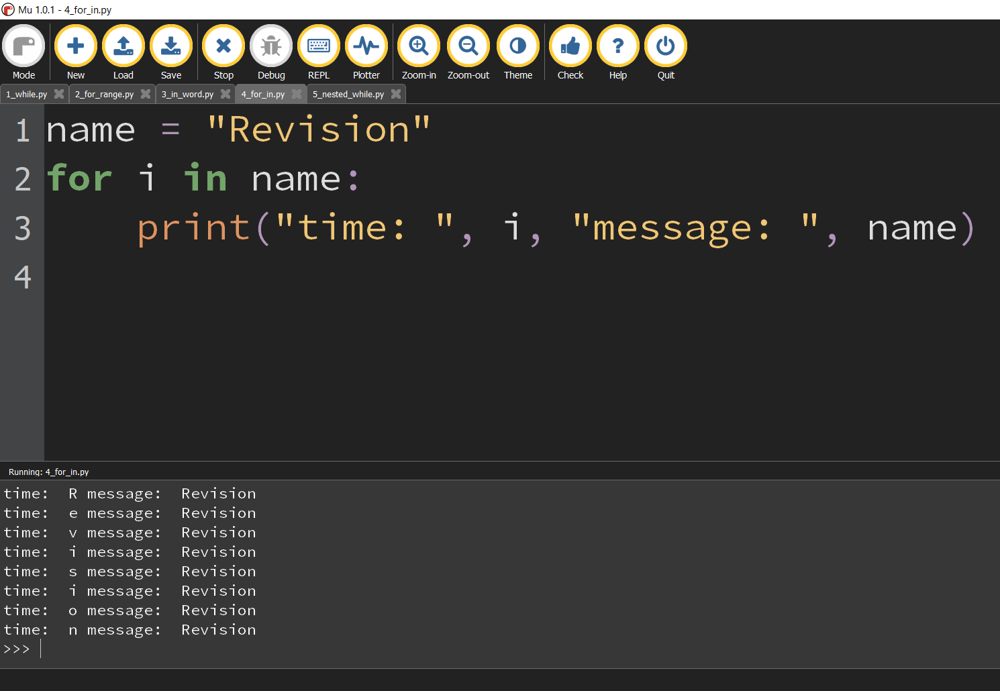 Mu 1.0.1 - 4_for_in.py
Mode New Load Save Stop Debug REPL Plotter Zoom-in Zoom-out Theme Check Help Quit
1_while.py 2_for_range.py 3_in_word.py 4_for_in.py 5_nested_while.py
1 name = "Revision"
2 for i in name:
3     print("time: ", i, "message: ", name)
4
Running: 4_for_in.py
time:  R message:  Revision
time:  e message:  Revision
time:  v message:  Revision
time:  i message:  Revision
time:  s message:  Revision
time:  i message:  Revision
time:  o message:  Revision
time:  n message:  Revision
>>>